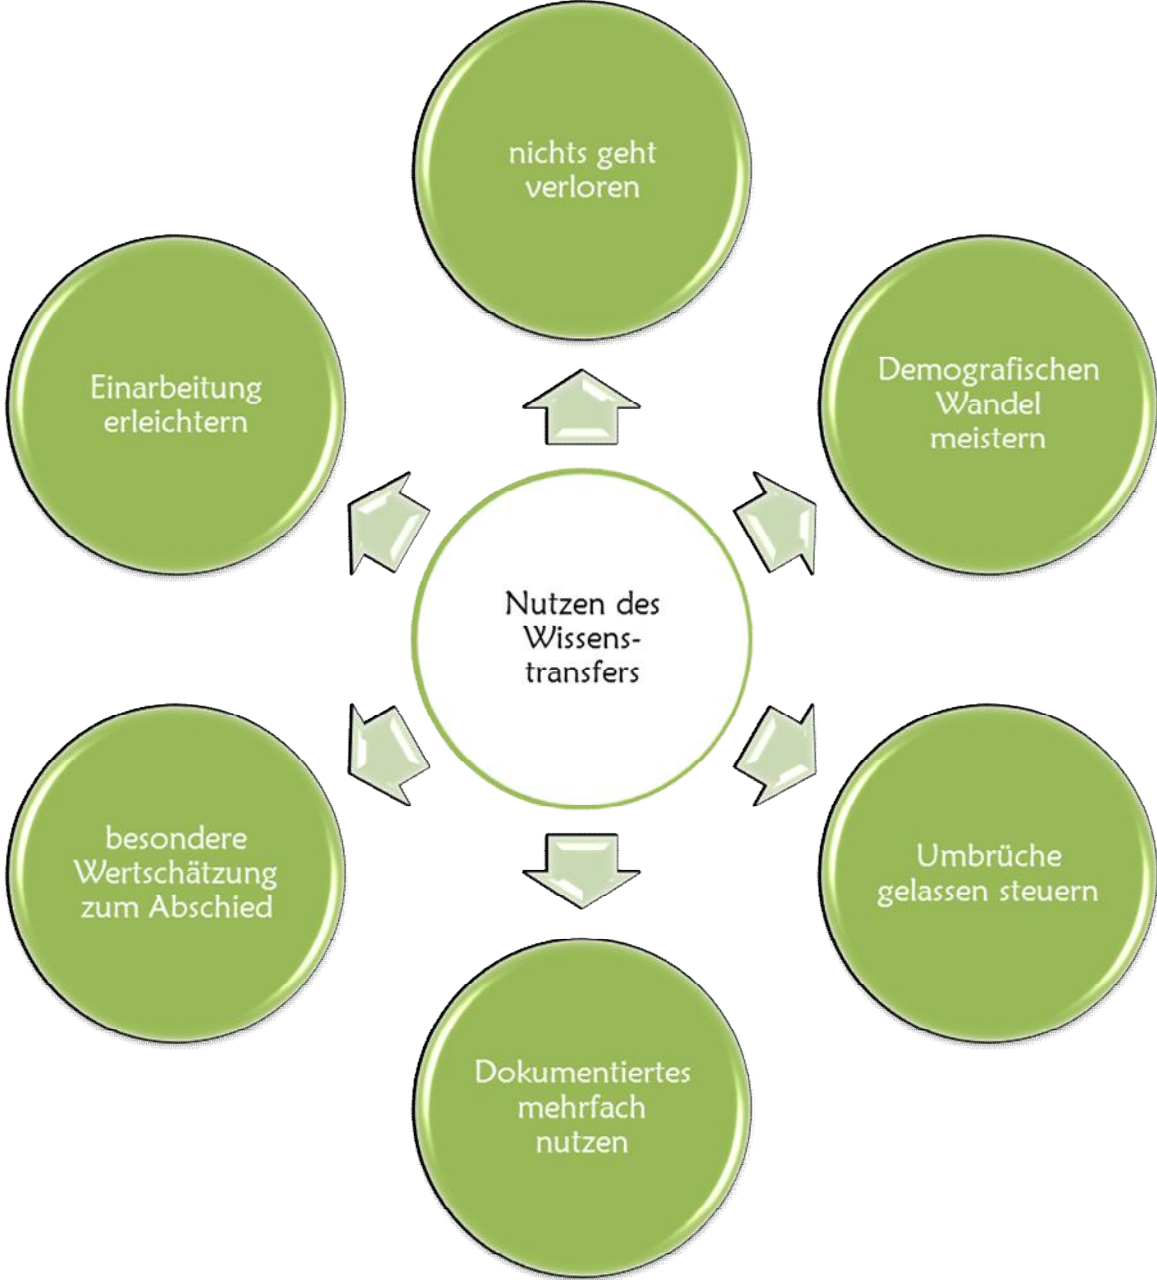 nichts geht
verloren
Demografischen
Wandel
meistern
Umbrüche
gelassen steuern
Dokumentiertes
mehrfach
nutzen
besondere
Wertschätzung
zum Abschied
Einarbeitung
erleichtern
Nutzen des
Wissens-
transfers